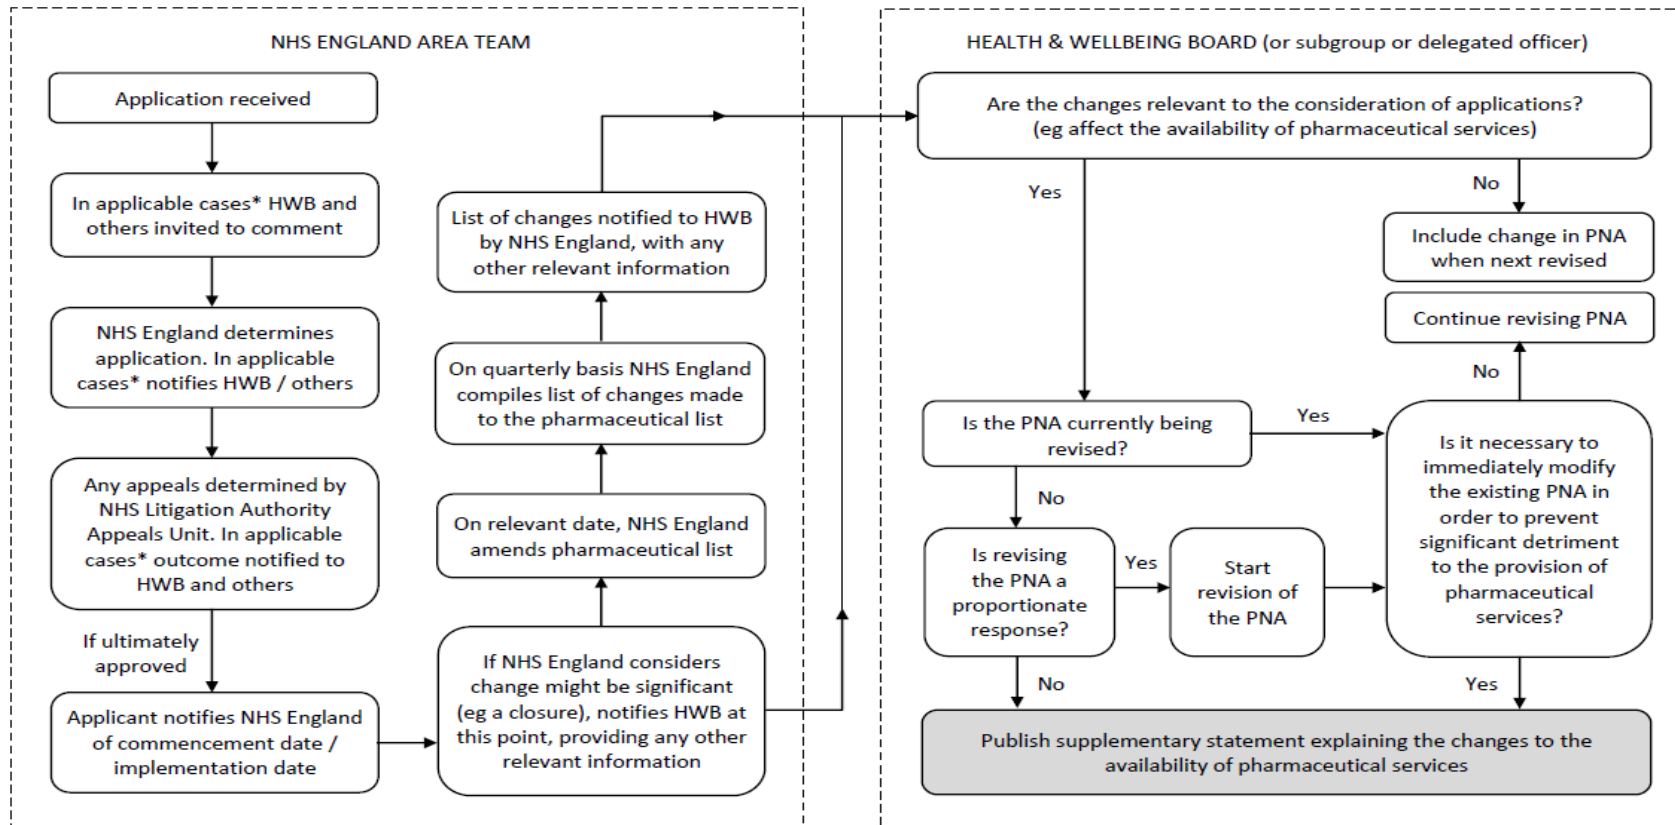 NHS ENGLAND AREA TEAM
Application received
In applicable cases* HWB and
others invited to comment
NHS England determines
application. In applicable
cases* notifies HWB / others
Any appeals determined by
NHS Litigation Authority
Appeals Unit. In applicable
cases* outcome notified to
HWB and others
If ultimately
approved
Applicant notifies NHS England
of commencement date /
implementation date
If NHS England considers
change might be significant
(eg a closure), notifies HWB at
this point, providing any other
relevant information
On relevant date, NHS England
amends pharmaceutical list
On quarterly basis NHS England
compiles list of changes made
to the pharmaceutical list
List of changes notified to HWB
by NHS England, with any
other relevant information
HEALTH & WELLBEING BOARD (or subgroup or delegated officer)
Are the changes relevant to the consideration of applications?
(eg affect the availability of pharmaceutical services)
Yes
No
Include change in PNA
when next revised
Continue revising PNA
No
Is the PNA currently being
revised?
Yes
Is it necessary to
immediately modify
the existing PNA in
order to prevent
significant detriment
to the provision of
pharmaceutical
services?
No
Is revising
the PNA a
proportionate
response?
Yes
Start
revision of
the PNA
No
Yes
Publish supplementary statement explaining the changes to the
availability of pharmaceutical services